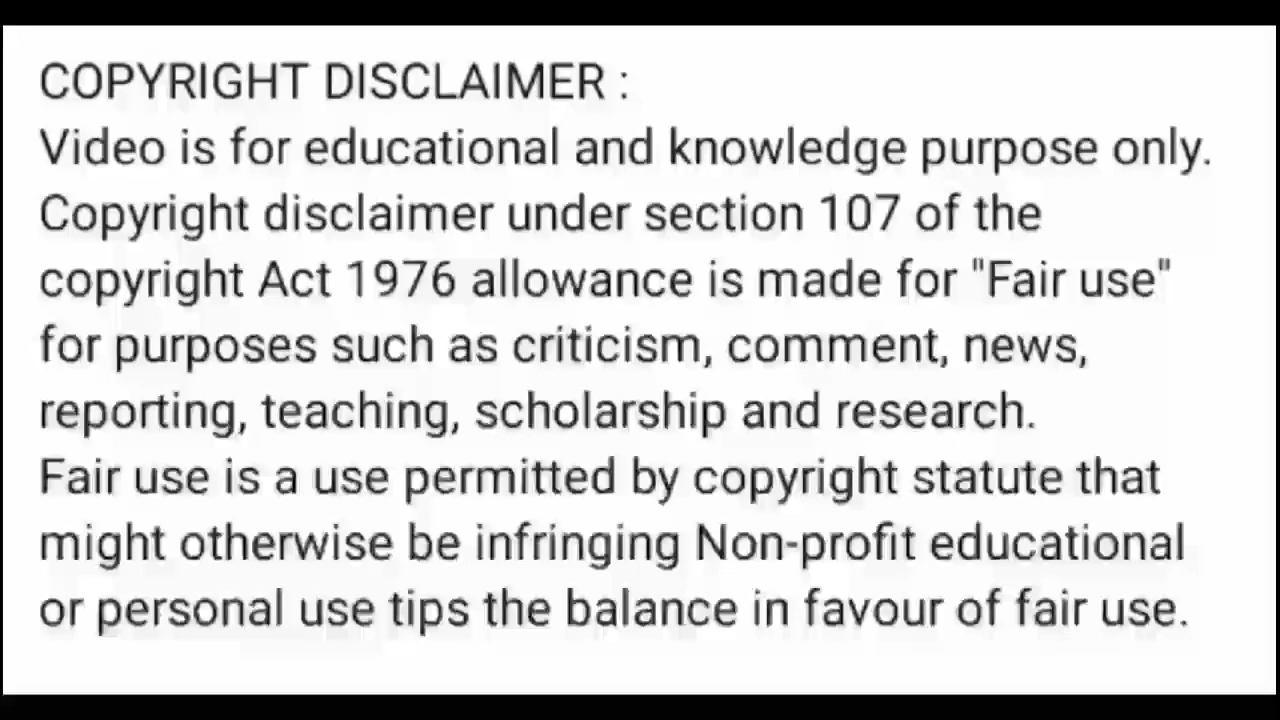 COPYRIGHT DISCLAIMER :
Video is for educational and knowledge purpose only.
Copyright disclaimer under section 107 of the
copyright Act 1976 allowance is made for "Fair use"
for purposes such as criticism, comment, news,
reporting, teaching, scholarship and research.
Fair use is a use permitted by copyright statute that
might otherwise be infringing Non-profit educational
or personal use tips the balance in favour of fair use.